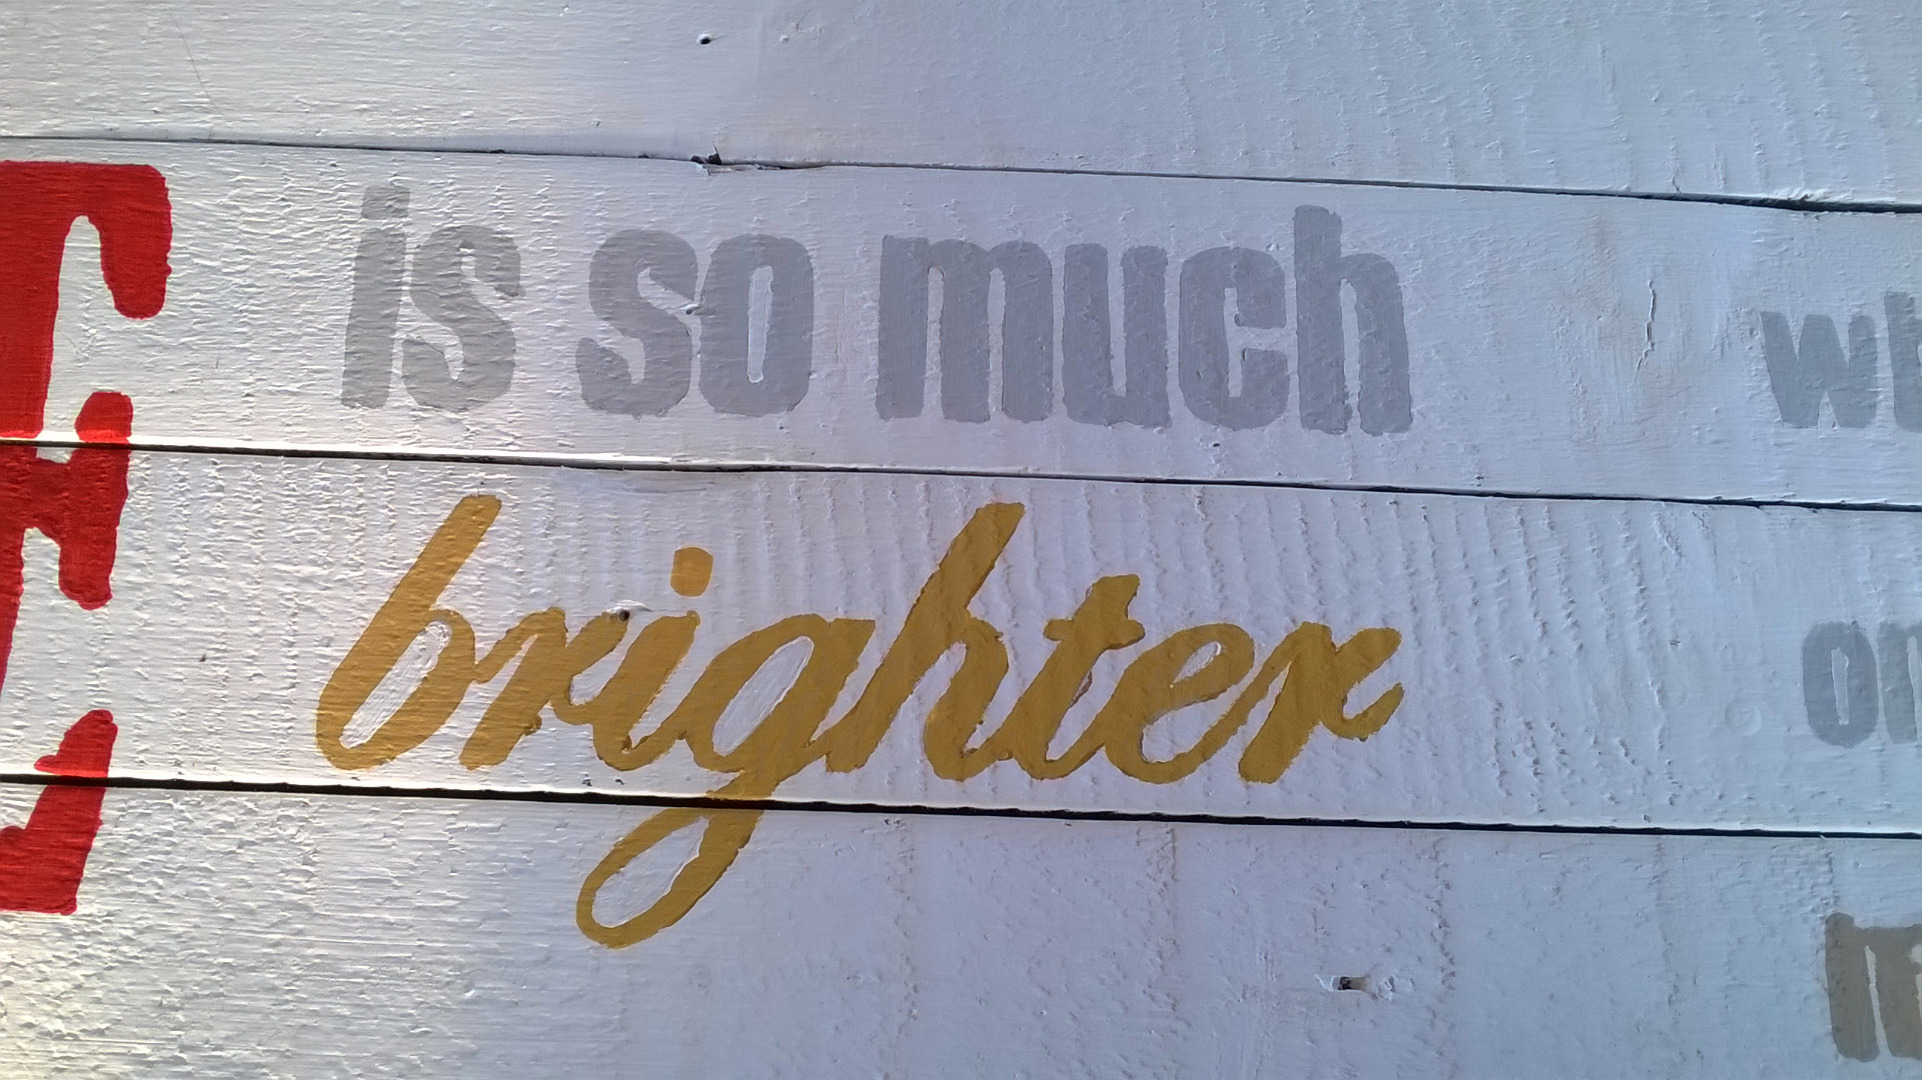 is so much
brighter